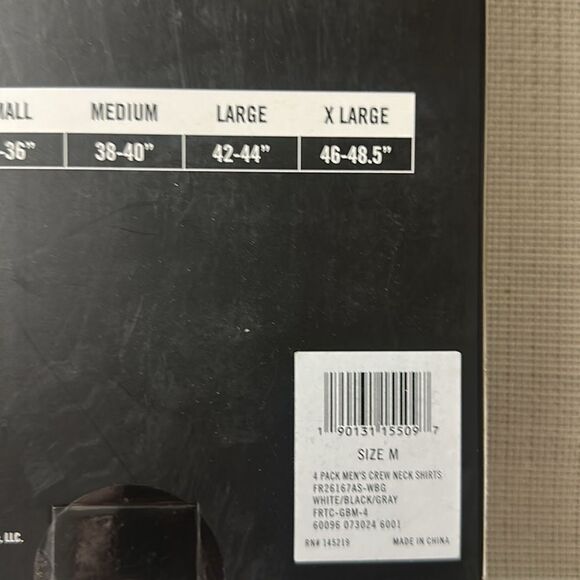 MALL MEDIUM LARGE X LARGE
-36” 38-40” 42-44” 46-48.5”
1 90131 15509 7
SIZE M
4 PACK MEN'S CREW NECK SHIRTS
FR26167AS-WBG
WHITE/BLACK/GRAY
FRTC-GBM-4
60096 073024 6001
RN# 145219 MADE IN CHINA
, LLC.